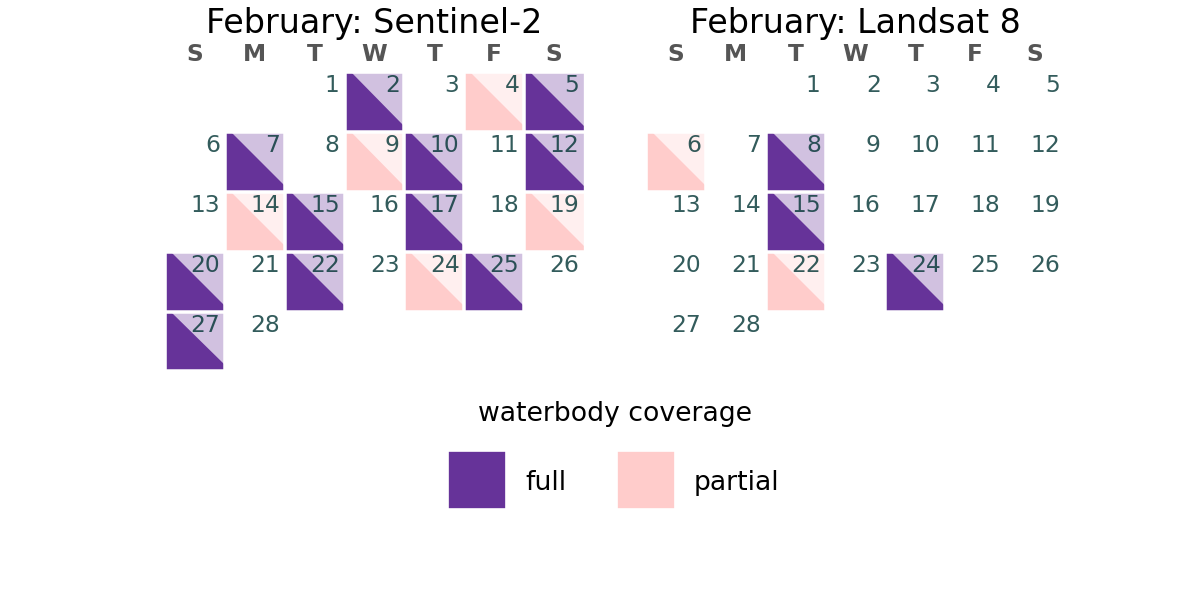 February: Sentinel-2
S M T W T F S
1 2 3 4 5
6 7 8 9 10 11 12
13 14 15 16 17 18 19
20 21 22 23 24 25 26
27 28
February: Landsat 8
S M T W T F S
1 2 3 4 5
6 7 8 9 10 11 12
13 14 15 16 17 18 19
20 21 22 23 24 25 26
27 28
waterbody coverage
full partial